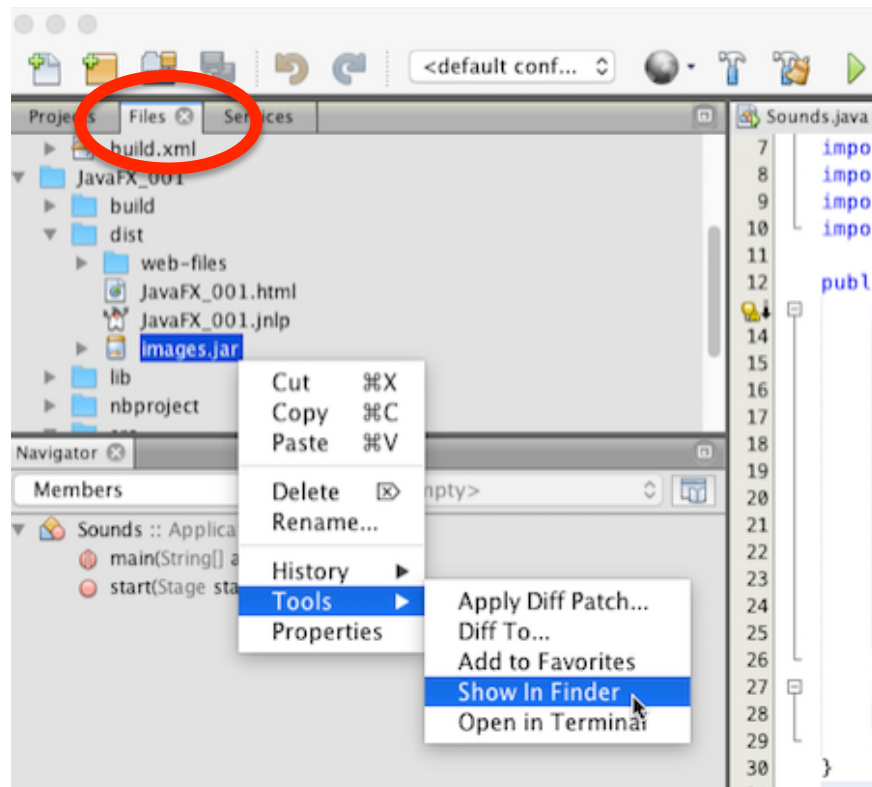 <default conf...
Projects Files Services
Sounds.java
build.xml
JavaFX_001
build
dist
web-files
JavaFX_001.html
JavaFX_001.jnlp
images.jar
lib
nbproject
Cut ⌘X
Copy ⌘C
Paste ⌘V
Delete
Rename...
History
Tools
Properties
Apply Diff Patch...
Diff To...
Add to Favorites
Show In Finder
Open in Terminal
Navigator
Members
mpty>
Sounds :: Applica
main(String[] a
start(Stage sta
7 impo
8 impo
9 impo
10 impo
11
12 publ
14
15
16
17
18
19
20
21
22
23
24
25
26
27
28
29
30 }